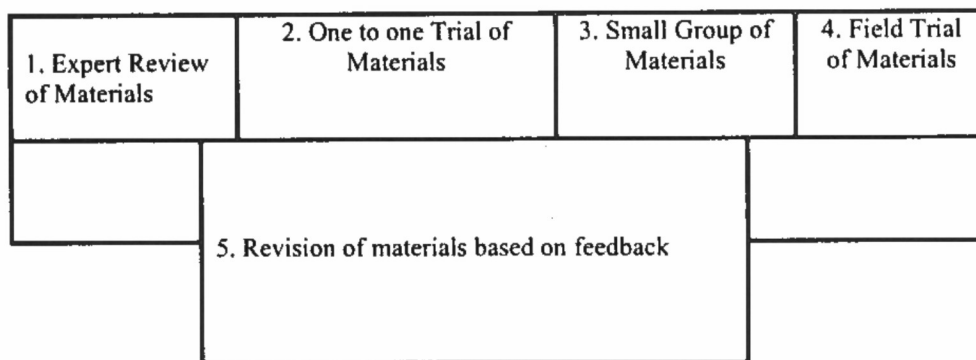 1. Expert Review
of Materials
2. One to one Trial of
Materials
3. Small Group of
Materials
4. Field Trial
of Materials
5. Revision of materials based on feedback